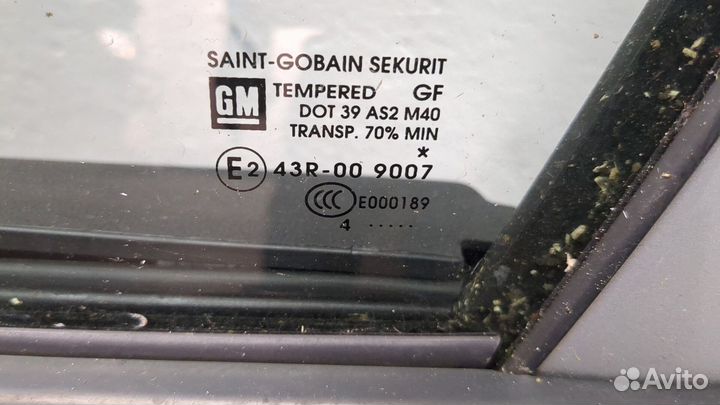 SAINT-GOBAIN SEKURIT
GM TEMPERED GF
DOT 39 AS2 M40
TRANSP. 70% MIN
*
E2 43R-00 9007
CCC E000189
4 .....
Avito